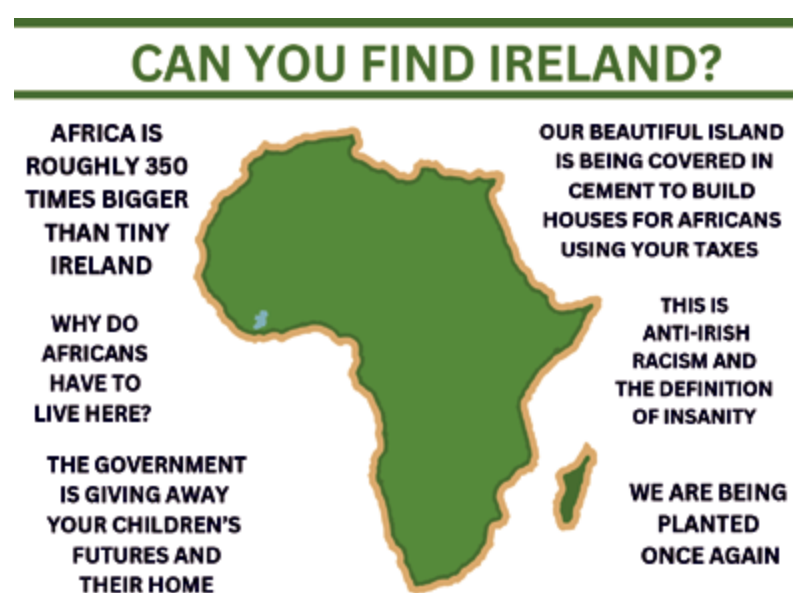 CAN YOU FIND IRELAND?
AFRICA IS
ROUGHLY 350
TIMES BIGGER
THAN TINY
IRELAND
WHY DO
AFRICANS
HAVE TO
LIVE HERE?
THE GOVERNMENT
IS GIVING AWAY
YOUR CHILDREN'S
FUTURES AND
THEIR HOME
OUR BEAUTIFUL ISLAND
IS BEING COVERED IN
CEMENT TO BUILD
HOUSES FOR AFRICANS
USING YOUR TAXES
THIS IS
ANTI-IRISH
RACISM AND
THE DEFINITION
OF INSANITY
WE ARE BEING
PLANTED
ONCE AGAIN